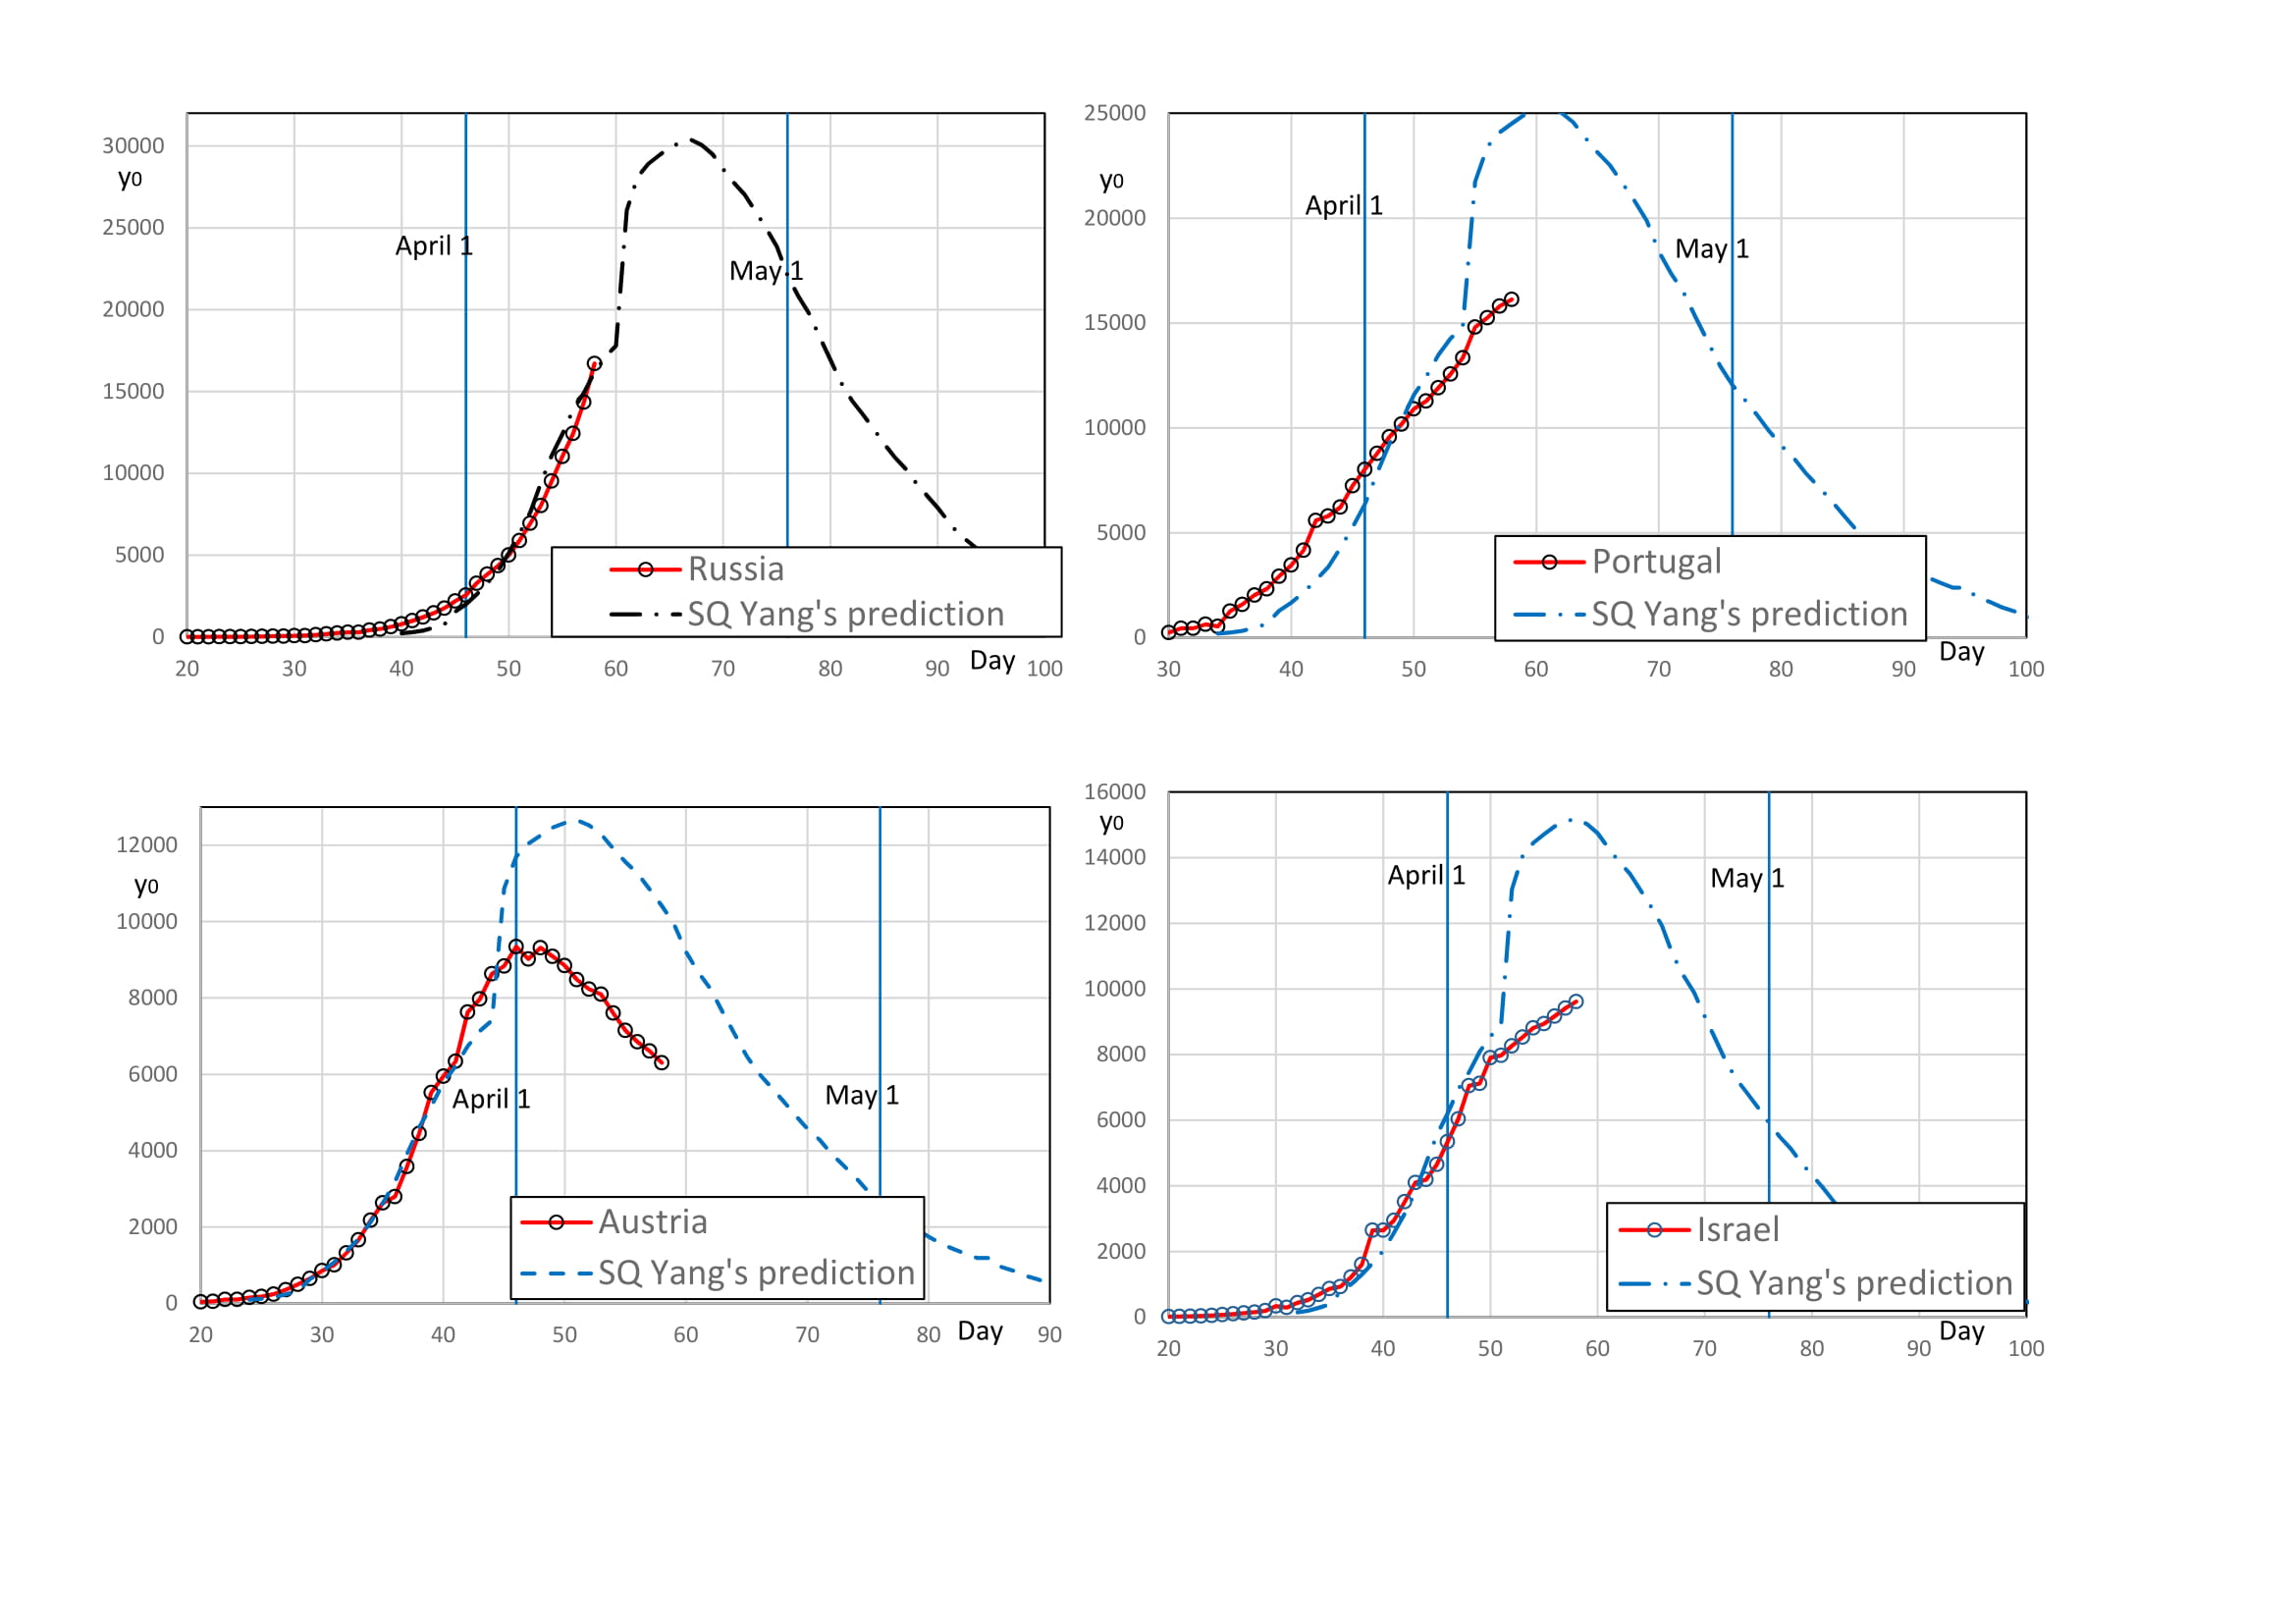 30000
y0
25000
20000
15000
10000
5000
0
April 1
May 1
Russia
SQ Yang's prediction
20 30 40 50 60 70 80 90 100
Day
25000
y0
20000
15000
10000
5000
0
April 1
May 1
Portugal
SQ Yang's prediction
30 40 50 60 70 80 90 100
Day
12000
y0
10000
8000
6000
4000
2000
0
April 1
May 1
Austria
SQ Yang's prediction
20 30 40 50 60 70 80 90
Day
16000
y0
14000
12000
10000
8000
6000
4000
2000
0
April 1
May 1
Israel
SQ Yang's prediction
20 30 40 50 60 70 80 90 100
Day